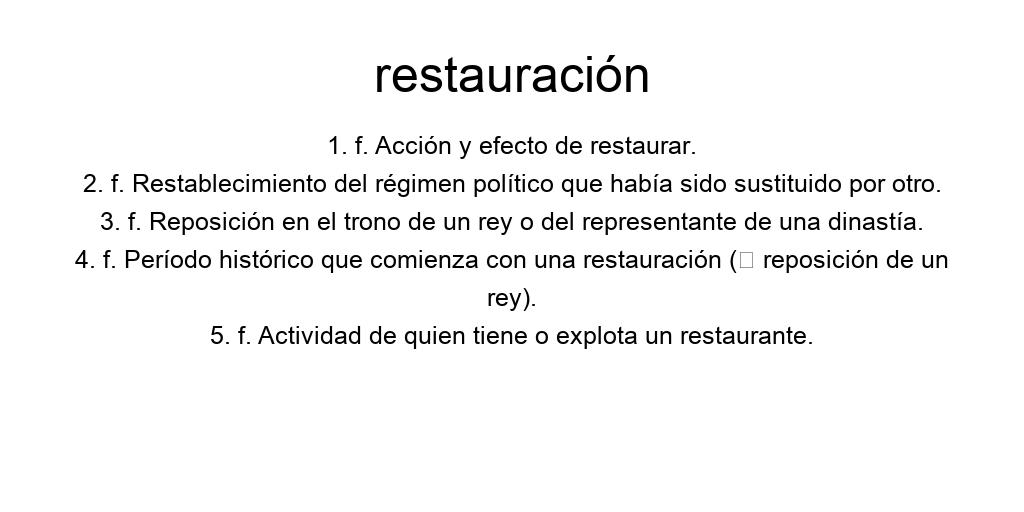 restauración
1. f. Acción y efecto de restaurar.
2. f. Restablecimiento del régimen político que había sido sustituido por otro.
3. f. Reposición en el trono de un rey o del representante de una dinastía.
4. f. Período histórico que comienza con una restauración (▯ reposición de un
rey).
5. f. Actividad de quien tiene o explota un restaurante.